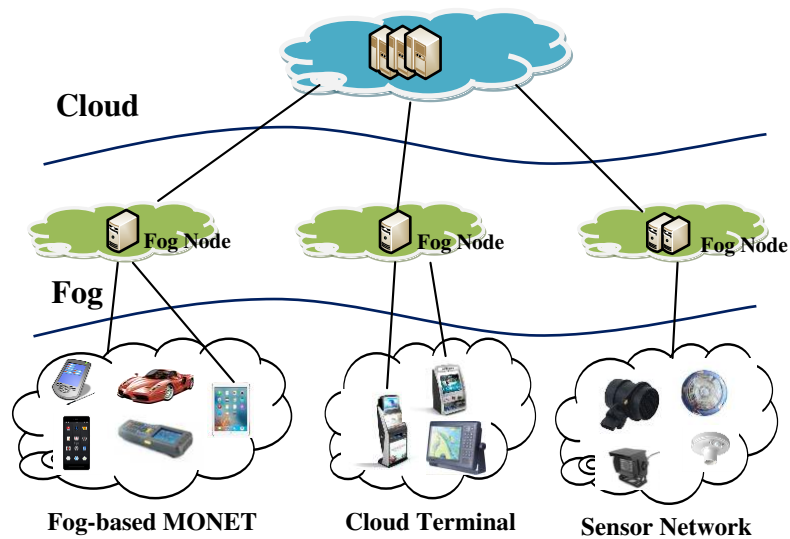 Cloud
Fog Node
Fog Node
Fog Node
Fog
Fog-based MONET
Cloud Terminal
Sensor Network